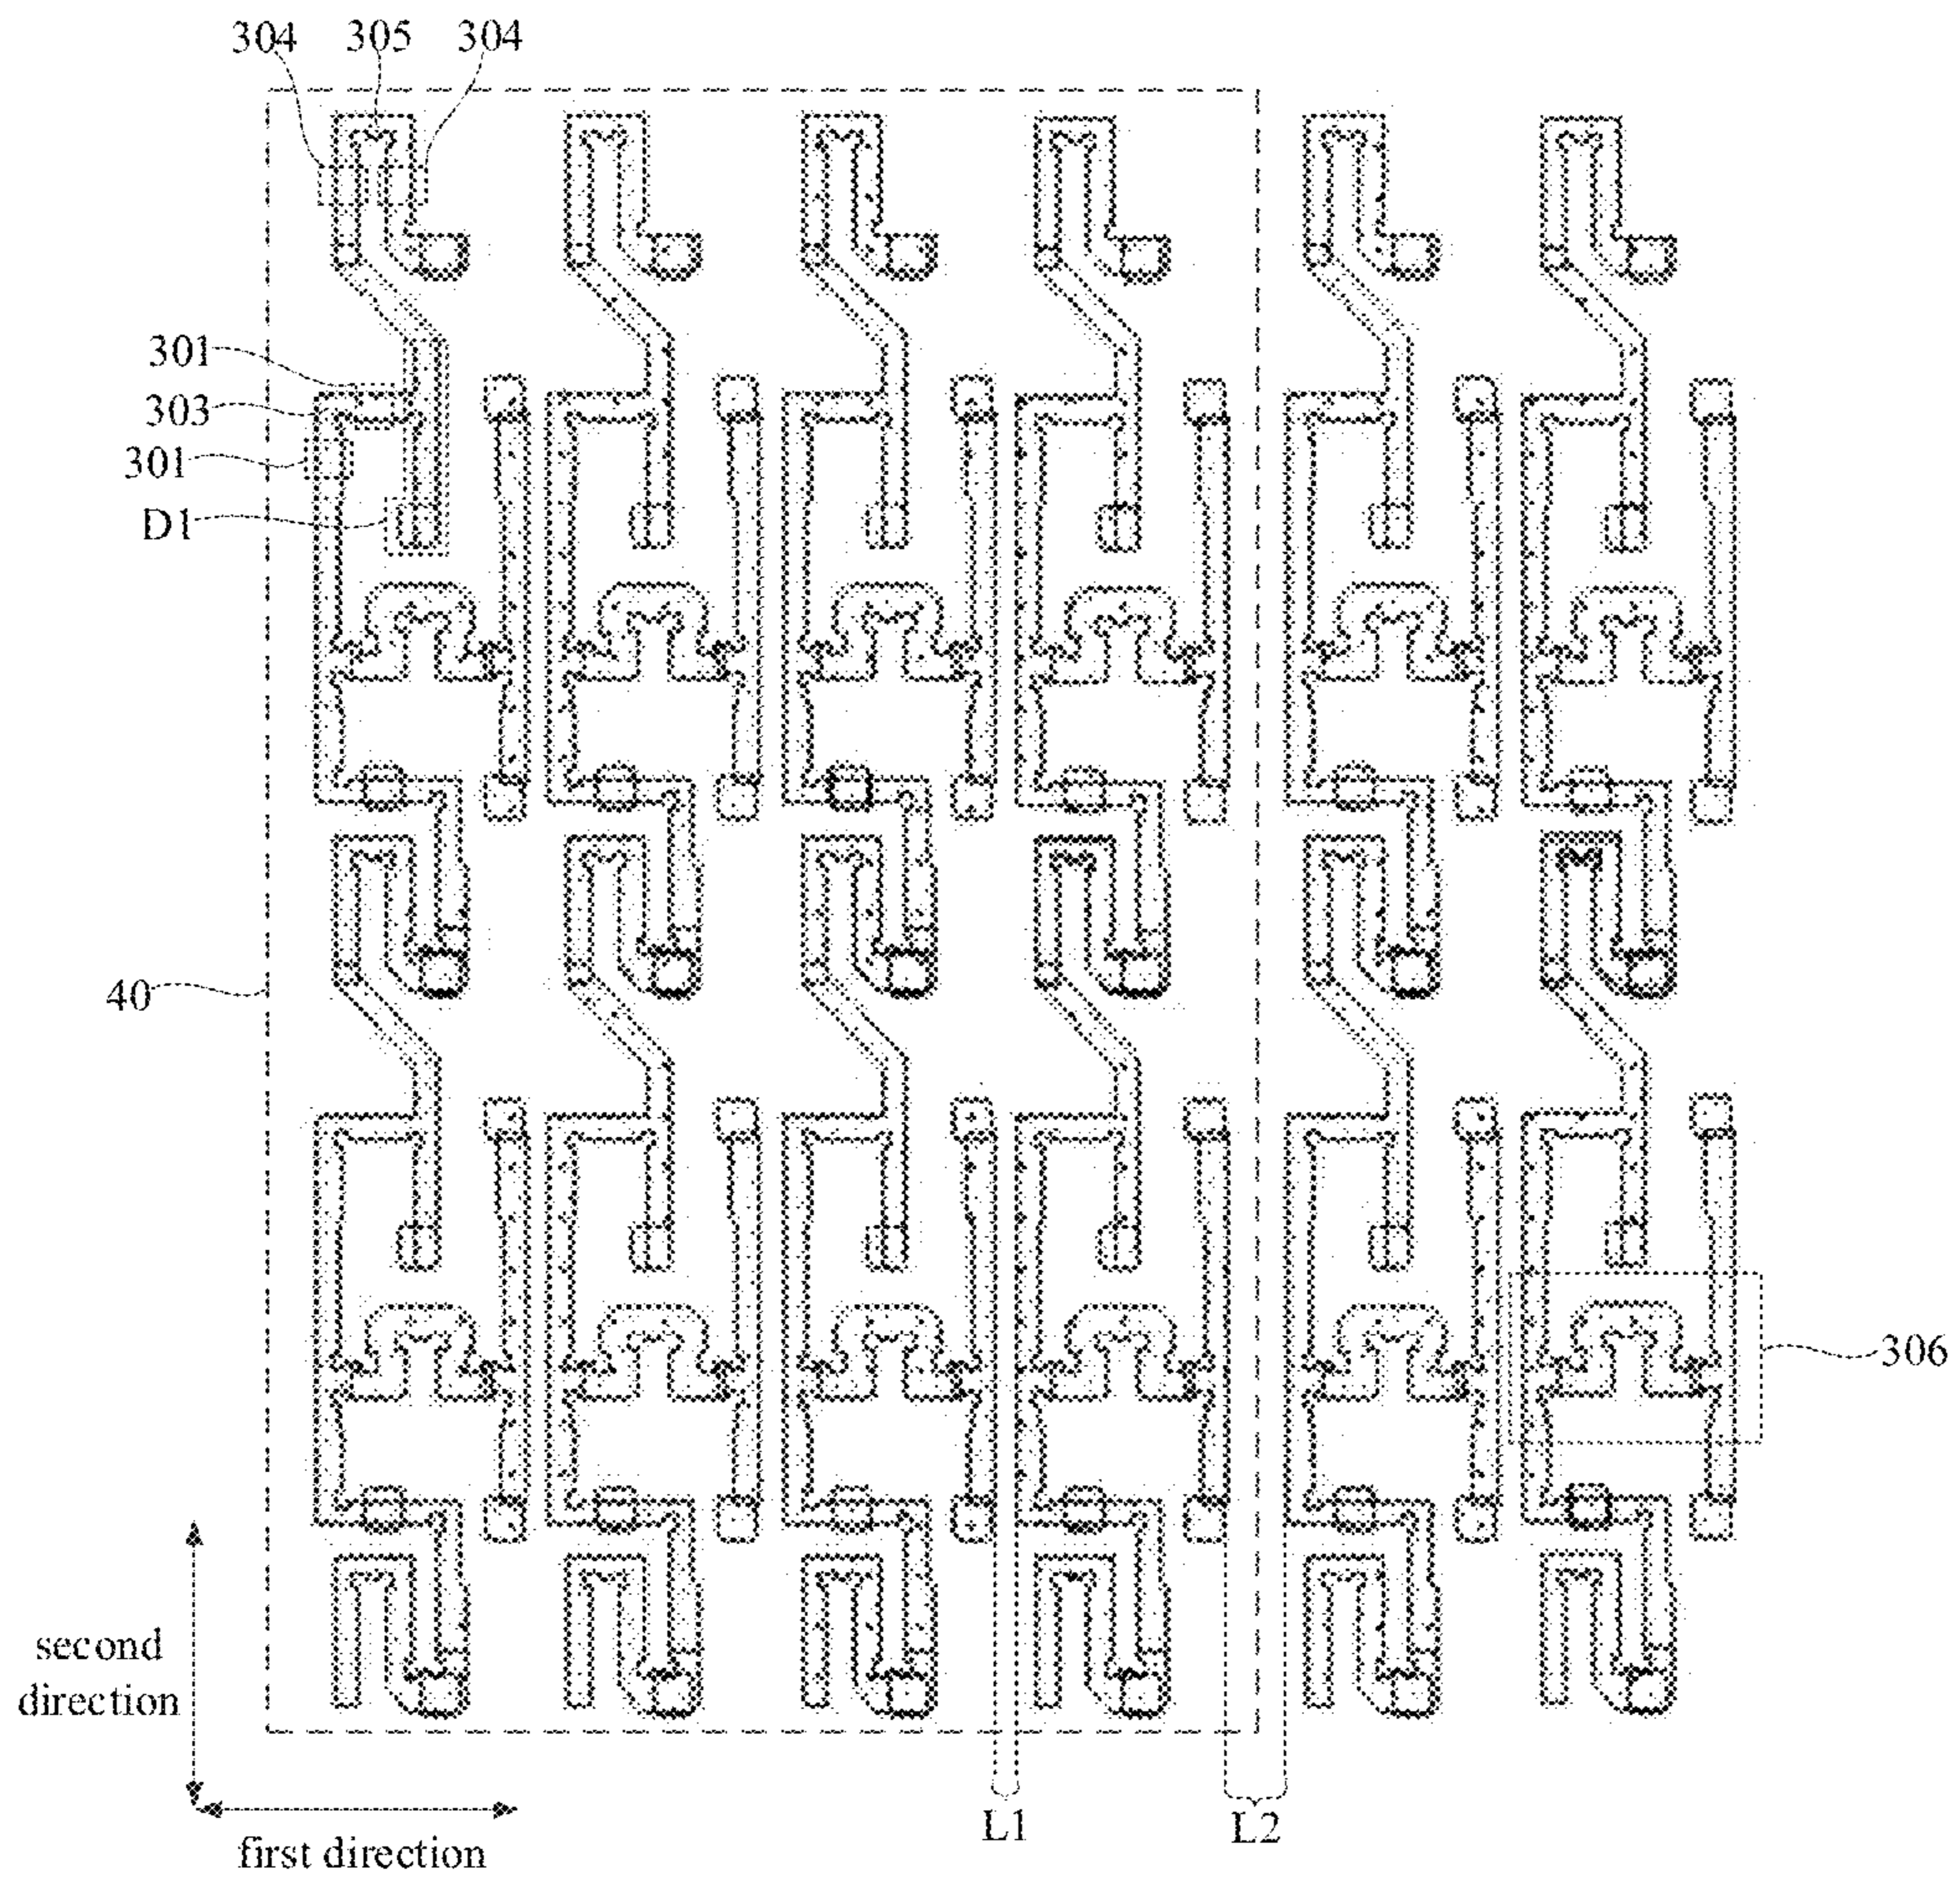 304 305 304
301
303
301
D1
40
306
second
direction
L1
L2
first direction